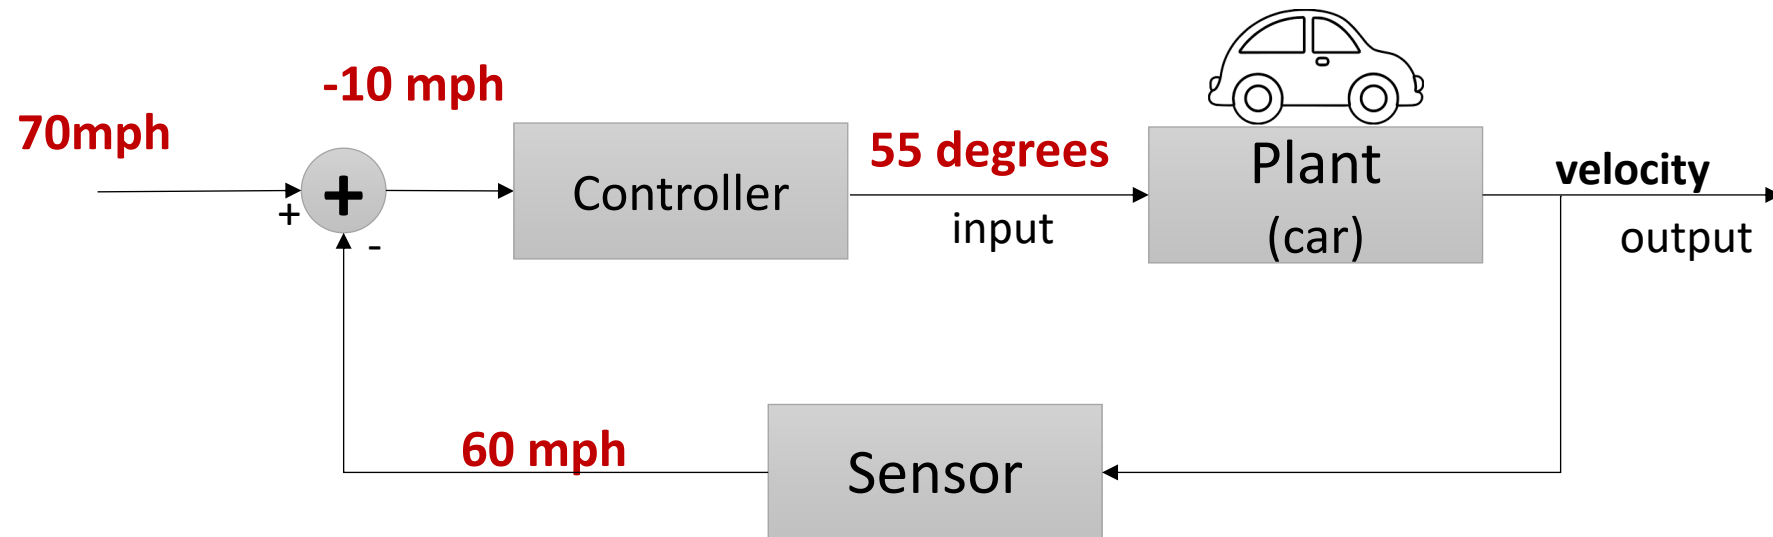 -10 mph
70mph
+
+
-
Controller
55 degrees
input
Plant
(car)
velocity
output
60 mph
Sensor